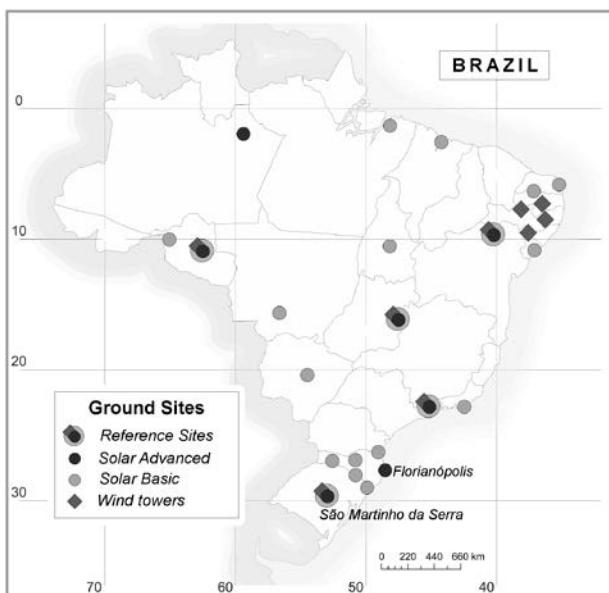 BRAZIL
0
10
20
30
Ground Sites
Reference Sites
Solar Advanced
Solar Basic
Wind towers
Florianópolis
São Martinho da Serra
0 220 440 660 km
70 60 50 40